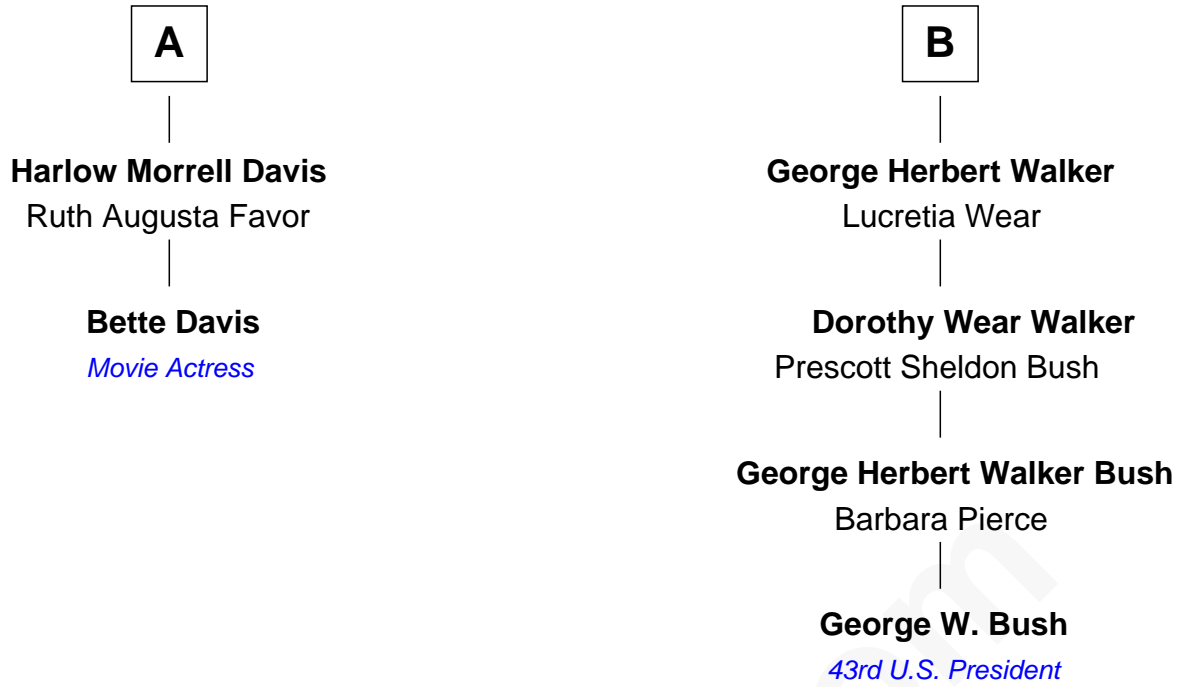 A
Harlow Morrell Davis
Ruth Augusta Favor
Bette Davis
Movie Actress
B
George Herbert Walker
Lucretia Wear
Dorothy Wear Walker
Prescott Sheldon Bush
George Herbert Walker Bush
Barbara Pierce
George W. Bush
43rd U.S. President